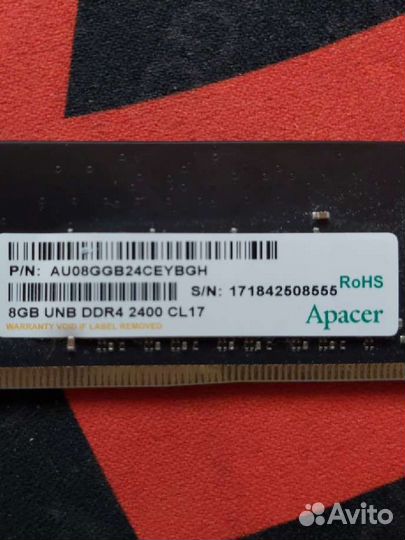 P/N: AU08GGB24CEYBGH
S/N: 171842508555
RoHS
8GB UNB DDR4 2400 CL17
WARRANTY VOID IF LABEL REMOVED
Apacer
Avito